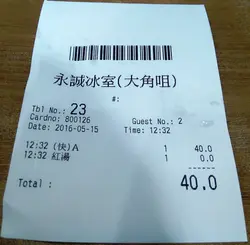 永誠冰室(大角咀)
#:
Tbl No.: 23
Cardno: 800126 Guest No.: 2
Date: 2016-05-15 Time: 12:32
12:32 (快)A 1 40.0
12:32 紅湯 1 0.0
Total : 40.0